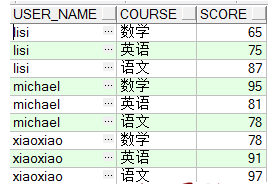 USER_NAME COURSE SCORE
lisi ... 数学 65
lisi ... 英语 75
lisi ... 语文 87
michael ... 数学 95
michael ... 英语 81
michael ... 语文 78
xiaoxiao ... 数学 78
xiaoxiao ... 英语 91
xiaoxiao ... 语文 97